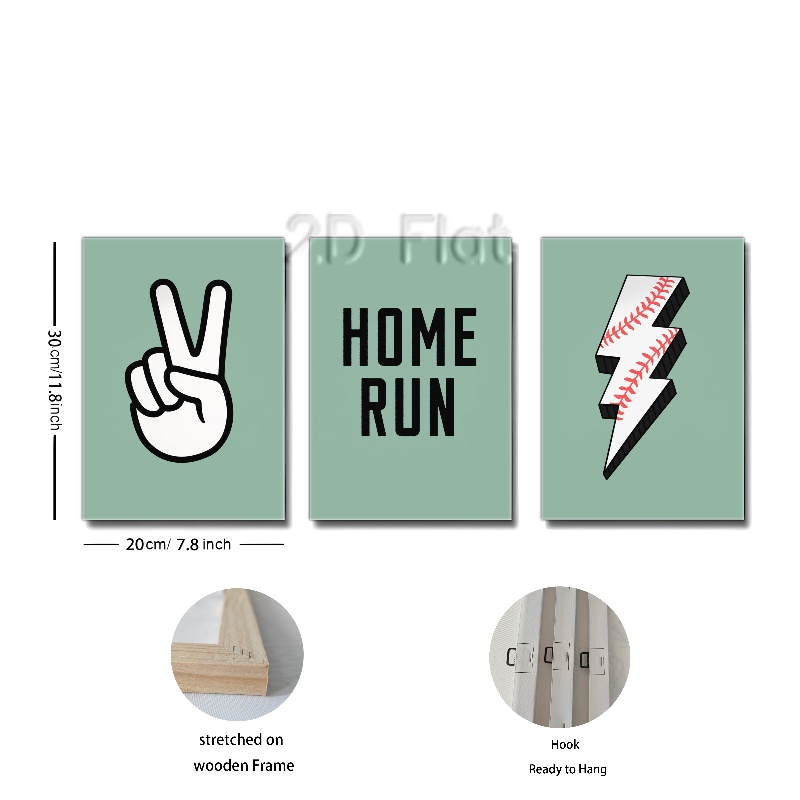 2D Flat
HOME
RUN
30cm/11.8inch
20cm/ 7.8 inch
stretched on
wooden Frame
Hook
Ready to Hang